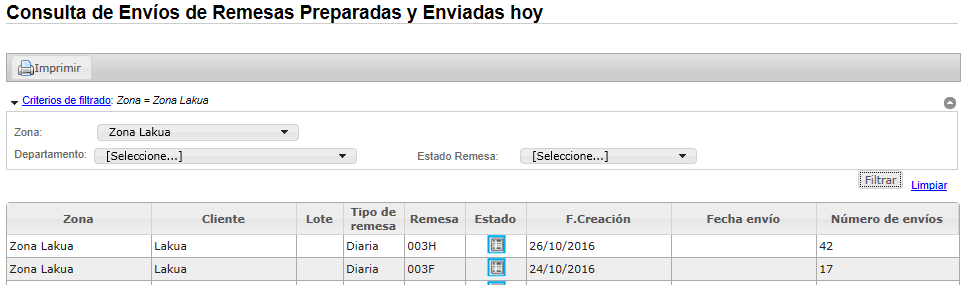 Consulta de Envíos de Remesas Preparadas y Enviadas hoy
Imprimir
Criterios de filtrado: Zona = Zona Lakua
Zona: Zona Lakua
Departamento: [Seleccione...] Estado Remesa: [Seleccione...]
Filtrar Limpiar
Zona Cliente Lote Tipo de remesa Remesa Estado F.Creación Fecha envío Número de envíos
Zona Lakua Lakua Diaria 003H 26/10/2016 42
Zona Lakua Lakua Diaria 003F 24/10/2016 17